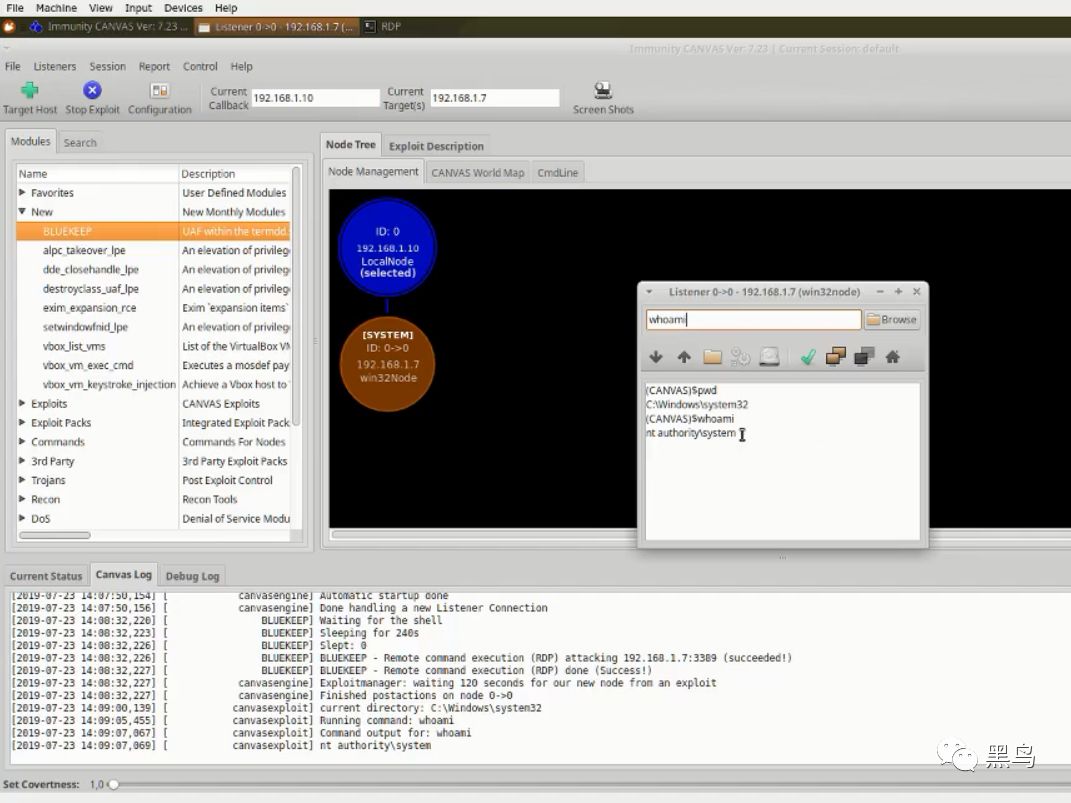 File Machine View Input Devices Help
Immunity CANVAS Ver: 7.23 ... Listener 0->0 - 192.168.1.7 (... RDP
Immunity CANVAS Ver: 7.23 | Current Session: default
File Listeners Session Report Control Help
Target Host Stop Exploit Configuration Current Callback 192.168.1.10 Current Target(s) 192.168.1.7 Screen Shots
Modules Search
Name Description
Favorites User Defined Modules
New New Monthly Modules
BLUEKEEP UAF within the termdd.
alpc_takeover_lpe An elevation of privileg
dde_closehandle_lpe An elevation of privileg
destroyclass_uaf_lpe An elevation of privileg
exim_expansion_rce Exim `expansion items`
setwindowfnid_lpe An elevation of privileg
vbox_list_vms List of the VirtualBox VM
vbox_vm_exec_cmd Executes a mosdef pay
vbox_vm_keystroke_injection Achieve a Vbox host to
Exploits CANVAS Exploits
Exploit Packs Integrated Exploit Pack
Commands Commands For Nodes
3rd Party 3rd Party Exploit Packs
Trojans Post Exploit Control
Recon Recon Tools
DoS Denial of Service Modu
Node Tree Exploit Description
Node Management CANVAS World Map CmdLine
ID: 0
192.168.1.10
LocalNode
(selected)
[SYSTEM]
ID: 0->0
192.168.1.7
win32Node
Listener 0->0 - 192.168.1.7 (win32node)
whoami Browse
(CANVAS)$pwd
C:\Windows\system32
(CANVAS)$whoami
nt authority\system
Current Status Canvas Log Debug Log
[2019-07-23 14:07:50,154] [ canvasengine] Automatic startup done
[2019-07-23 14:07:50,156] [ canvasengine] Done handling a new Listener Connection
[2019-07-23 14:08:32,220] [ BLUEKEEP] Waiting for the shell
[2019-07-23 14:08:32,223] [ BLUEKEEP] Sleeping for 240s
[2019-07-23 14:08:32,226] [ BLUEKEEP] Slept: 0
[2019-07-23 14:08:32,226] [ BLUEKEEP] BLUEKEEP - Remote command execution (RDP) attacking 192.168.1.7:3389 (succeeded!)
[2019-07-23 14:08:32,227] [ BLUEKEEP] BLUEKEEP - Remote command execution (RDP) done (Success!)
[2019-07-23 14:08:32,227] [ canvasengine] Exploitmanager: waiting 120 seconds for our new node from an exploit
[2019-07-23 14:08:32,227] [ canvasengine] Finished postactions on node 0->0
[2019-07-23 14:09:00,139] [ canvasexploit] current directory: C:\Windows\system32
[2019-07-23 14:09:05,455] [ canvasexploit] Running command: whoami
[2019-07-23 14:09:07,067] [ canvasexploit] Command output for: whoami
[2019-07-23 14:09:07,069] [ canvasexploit] nt authority\system
黑鸟
Set Covertness: 1,0